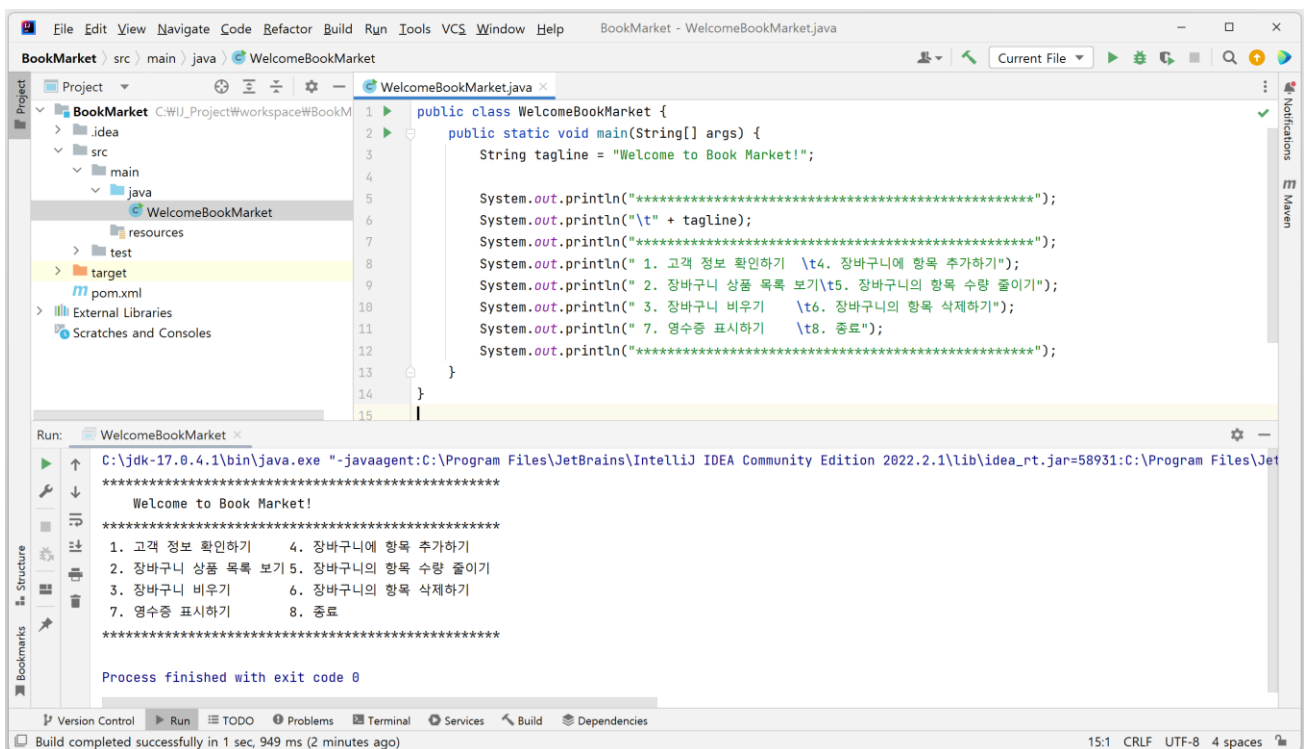 File Edit View Navigate Code Refactor Build Run Tools VCS Window Help BookMarket - WelcomeBookMarket.java
BookMarket 〉 src 〉 main 〉 java 〉 WelcomeBookMarket
Current File
Project
Project
WelcomeBookMarket.java
BookMarket C:₩IJ_Project₩workspace₩BookM
.idea
src
main
java
WelcomeBookMarket
resources
test
target
pom.xml
External Libraries
Scratches and Consoles
1 public class WelcomeBookMarket {
2 public static void main(String[] args) {
3 String tagline = "Welcome to Book Market!";
4
5 System.out.println("***************************************************");
6 System.out.println("\t" + tagline);
7 System.out.println("***************************************************");
8 System.out.println(" 1. 고객 정보 확인하기 \t4. 장바구니에 항목 추가하기");
9 System.out.println(" 2. 장바구니 상품 목록 보기\t5. 장바구니의 항목 수량 줄이기");
10 System.out.println(" 3. 장바구니 비우기 \t6. 장바구니의 항목 삭제하기");
11 System.out.println(" 7. 영수증 표시하기 \t8. 종료");
12 System.out.println("***************************************************");
13 }
14 }
15
Notifications
m Maven
Run: WelcomeBookMarket
C:\jdk-17.0.4.1\bin\java.exe "-javaagent:C:\Program Files\JetBrains\IntelliJ IDEA Community Edition 2022.2.1\lib\idea_rt.jar=58931:C:\Program Files\Jet
***************************************************
Welcome to Book Market!
***************************************************
1. 고객 정보 확인하기 4. 장바구니에 항목 추가하기
2. 장바구니 상품 목록 보기 5. 장바구니의 항목 수량 줄이기
3. 장바구니 비우기 6. 장바구니의 항목 삭제하기
7. 영수증 표시하기 8. 종료
***************************************************
Process finished with exit code 0
Structure
Bookmarks
Version Control Run TODO Problems Terminal Services Build Dependencies
Build completed successfully in 1 sec, 949 ms (2 minutes ago) 15:1 CRLF UTF-8 4 spaces